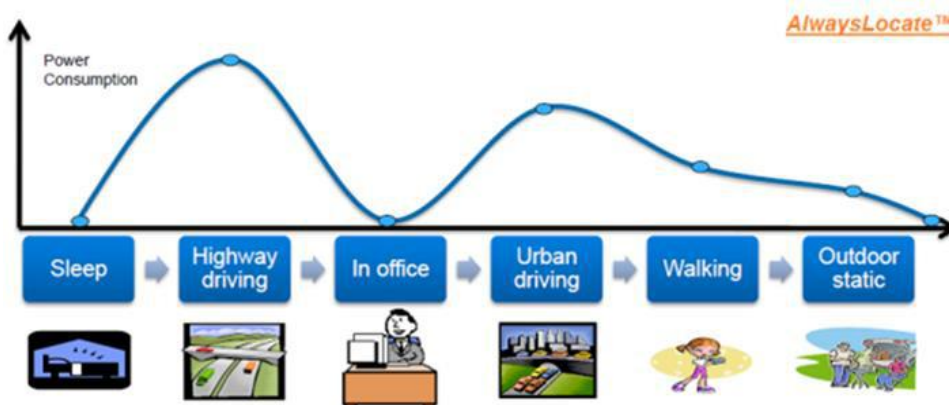 AlwaysLocate™
Power
Consumption
Sleep
Highway
driving
In office
Urban
driving
Walking
Outdoor
static